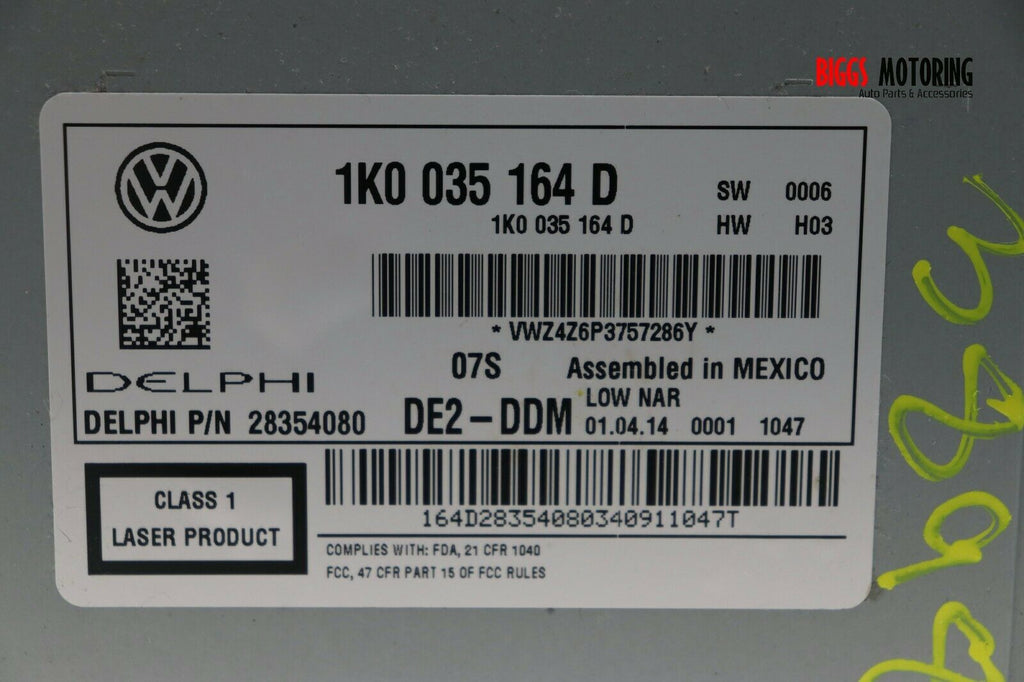 BIGGS MOTORING
Auto Parts & Accessories
1K0 035 164 D
SW 0006
1K0 035 164 D
HW H03
* VWZ4Z6P3757286Y *
07S Assembled in MEXICO
DELPHI
LOW NAR
DELPHI P/N 28354080
DE2-DDM
01.04.14 0001 1047
CLASS 1
LASER PRODUCT
164D28354080340911047T
COMPLIES WITH: FDA, 21 CFR 1040
FCC, 47 CFR PART 15 OF FCC RULES